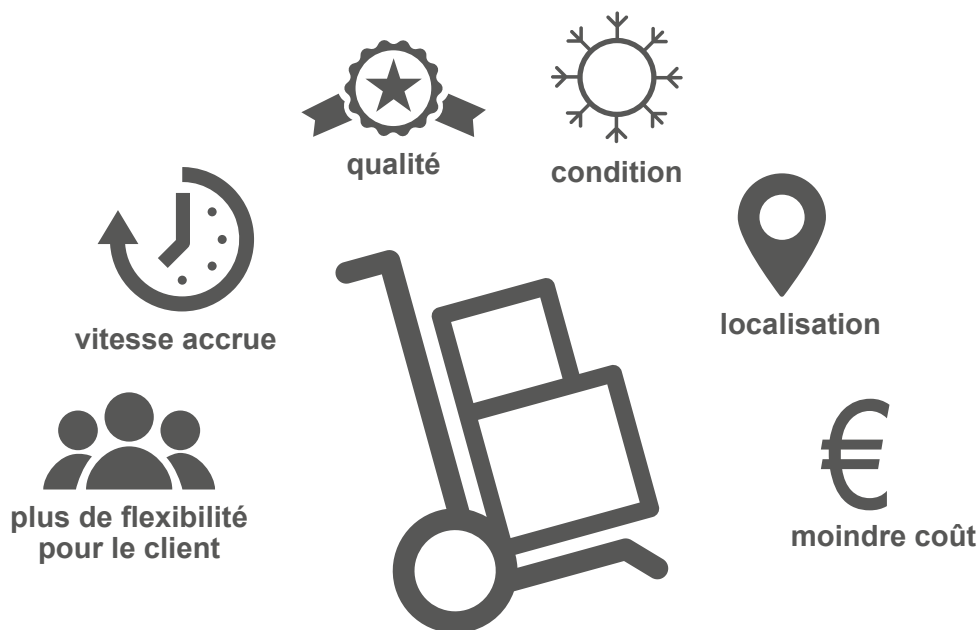 qualité
condition
vitesse accrue
localisation
plus de flexibilité
pour le client
€
moindre coût